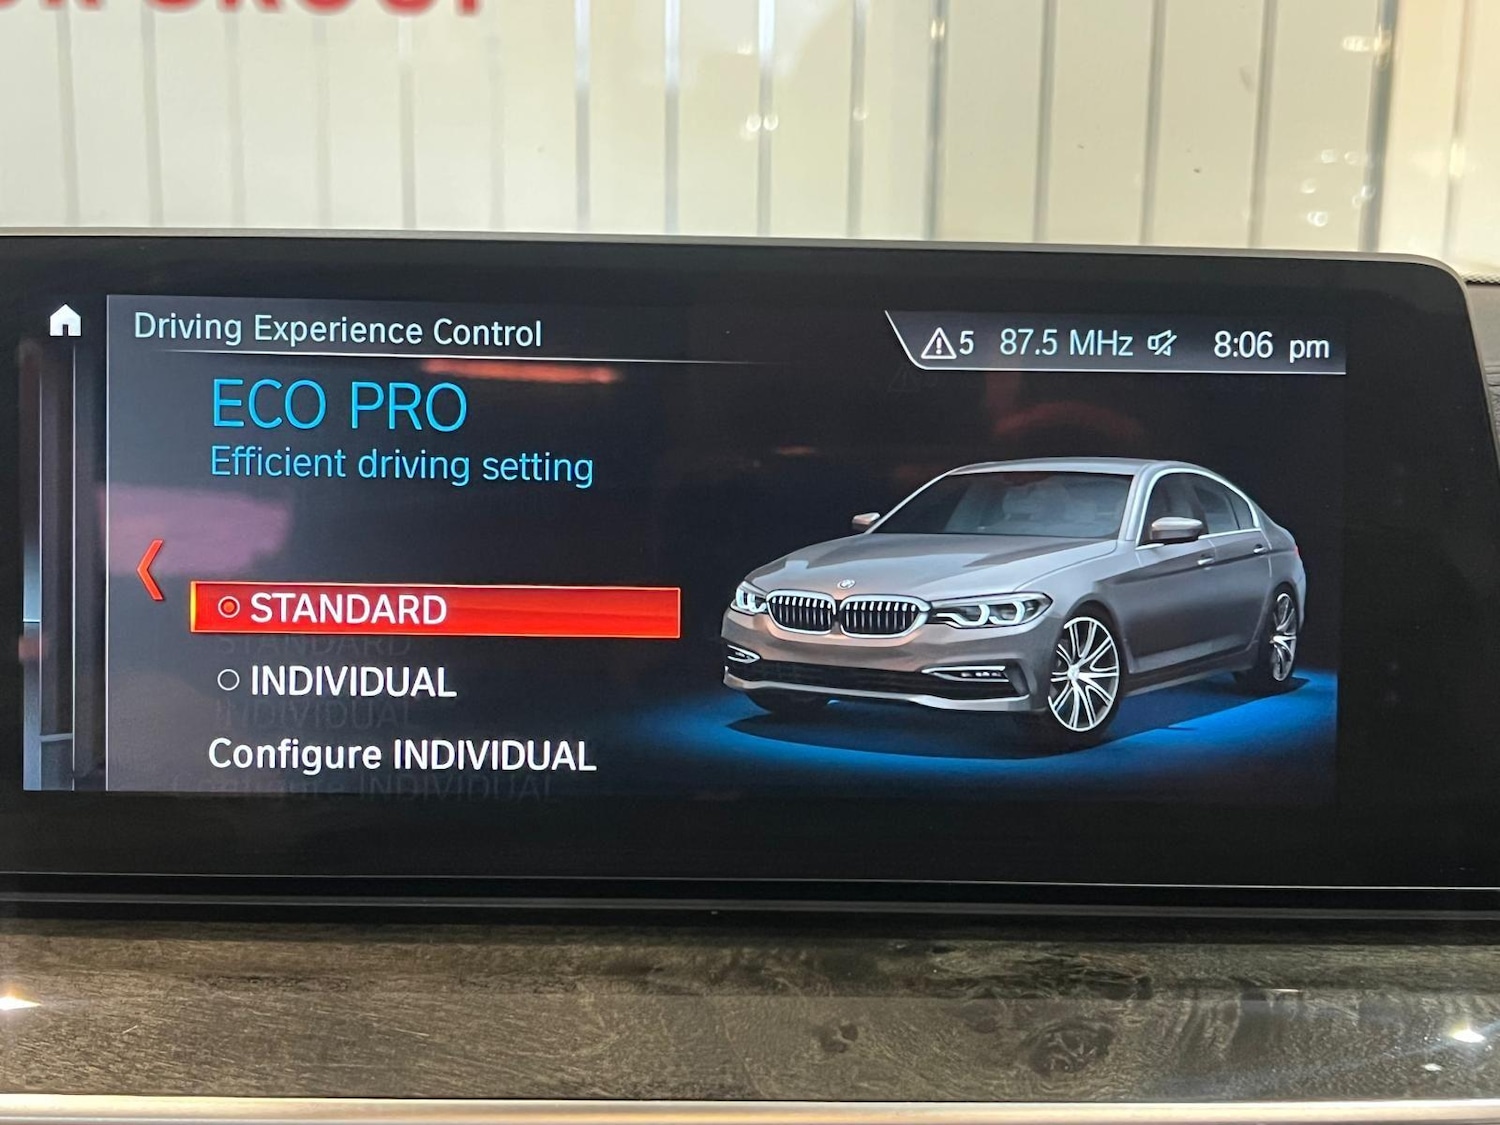 GROUP
Driving Experience Control
5 87.5 MHz 8:06 pm
ECO PRO
Efficient driving setting
STANDARD
INDIVIDUAL
Configure INDIVIDUAL